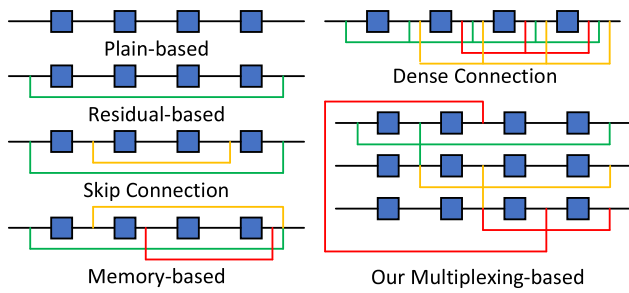 Plain-based
Residual-based
Skip Connection
Memory-based
Dense Connection
Our Multiplexing-based